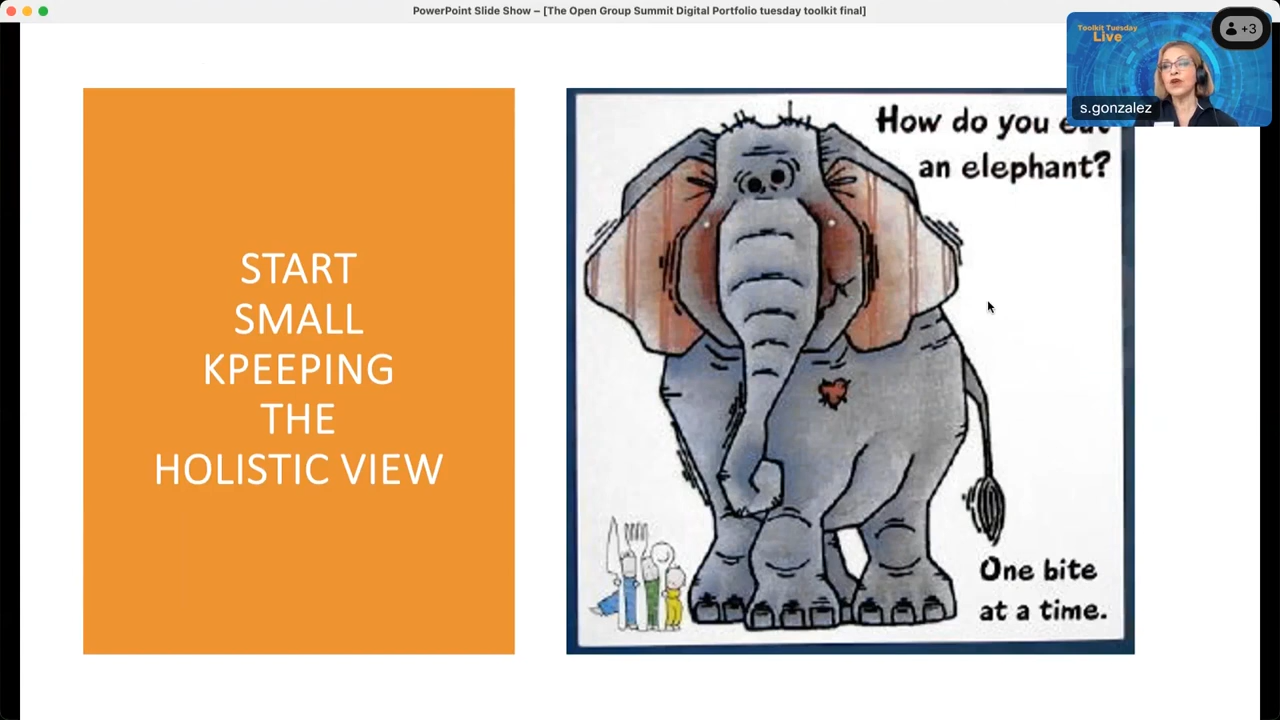 PowerPoint Slide Show – [The Open Group Summit Digital Portfolio tuesday toolkit final]
Toolkit Tuesday
Live
+3
s.gonzalez
START
SMALL
KPEEPING
THE
HOLISTIC VIEW
How do you eat
an elephant?
One bite
at a time.